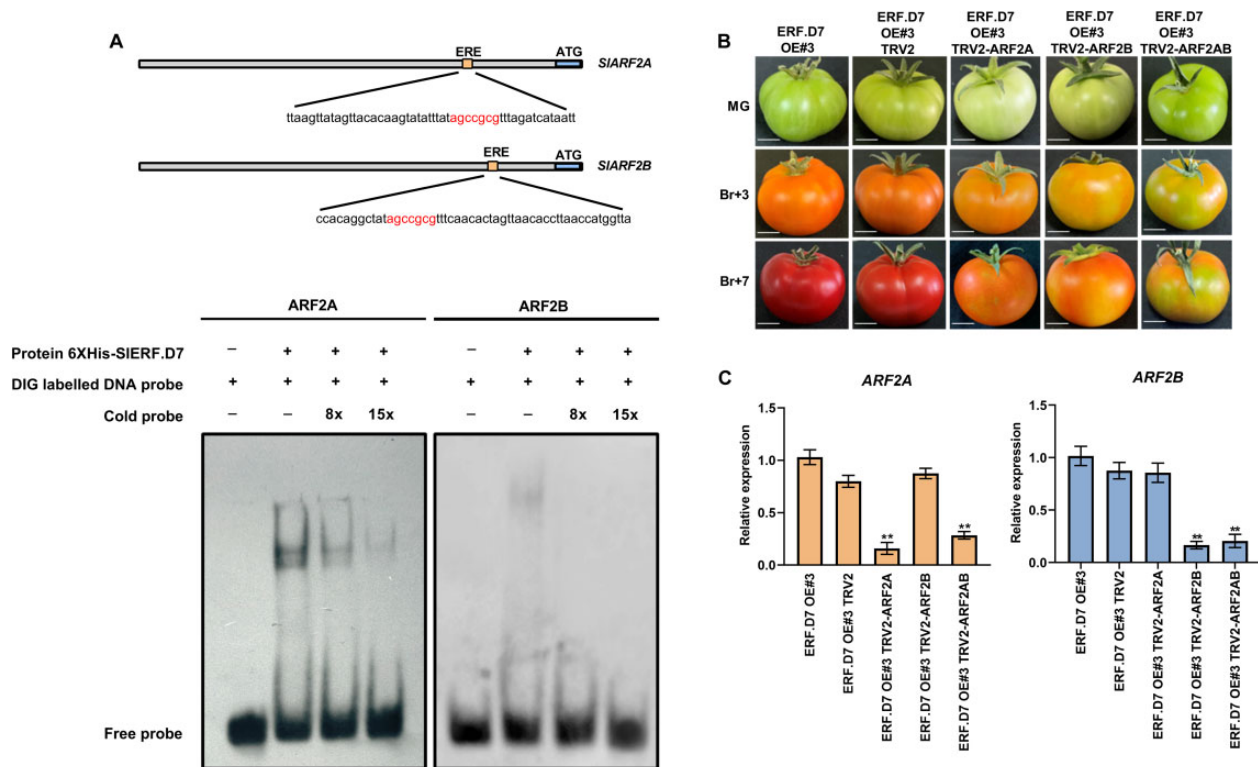 A
ERE
ATG
SlARF2A
ttaagttatagttacacaagtatatttatagccgcgtttagatcataatt
ERE
ATG
SlARF2B
ccacaggctatagccgcgtttcaacactagttaacaccttaaccatggtta
ARF2A
ARF2B
Protein 6XHis-SlERF.D7
– + + + – + + +
DIG labelled DNA probe
+ + + + + + + +
Cold probe
– – 8x 15x – – 8x 15x
Free probe
B
ERF.D7
OE#3
ERF.D7
OE#3
TRV2
ERF.D7
OE#3
TRV2-ARF2A
ERF.D7
OE#3
TRV2-ARF2B
ERF.D7
OE#3
TRV2-ARF2AB
MG
Br+3
Br+7
C
ARF2A
Relative expression
1.5
1.0
0.5
0.0
**
**
ERF.D7 OE#3
ERF.D7 OE#3 TRV2
ERF.D7 OE#3 TRV2-ARF2A
ERF.D7 OE#3 TRV2-ARF2B
ERF.D7 OE#3 TRV2-ARF2AB
ARF2B
Relative expression
1.5
1.0
0.5
0.0
**
**
ERF.D7 OE#3
ERF.D7 OE#3 TRV2
ERF.D7 OE#3 TRV2-ARF2A
ERF.D7 OE#3 TRV2-ARF2B
ERF.D7 OE#3 TRV2-ARF2AB